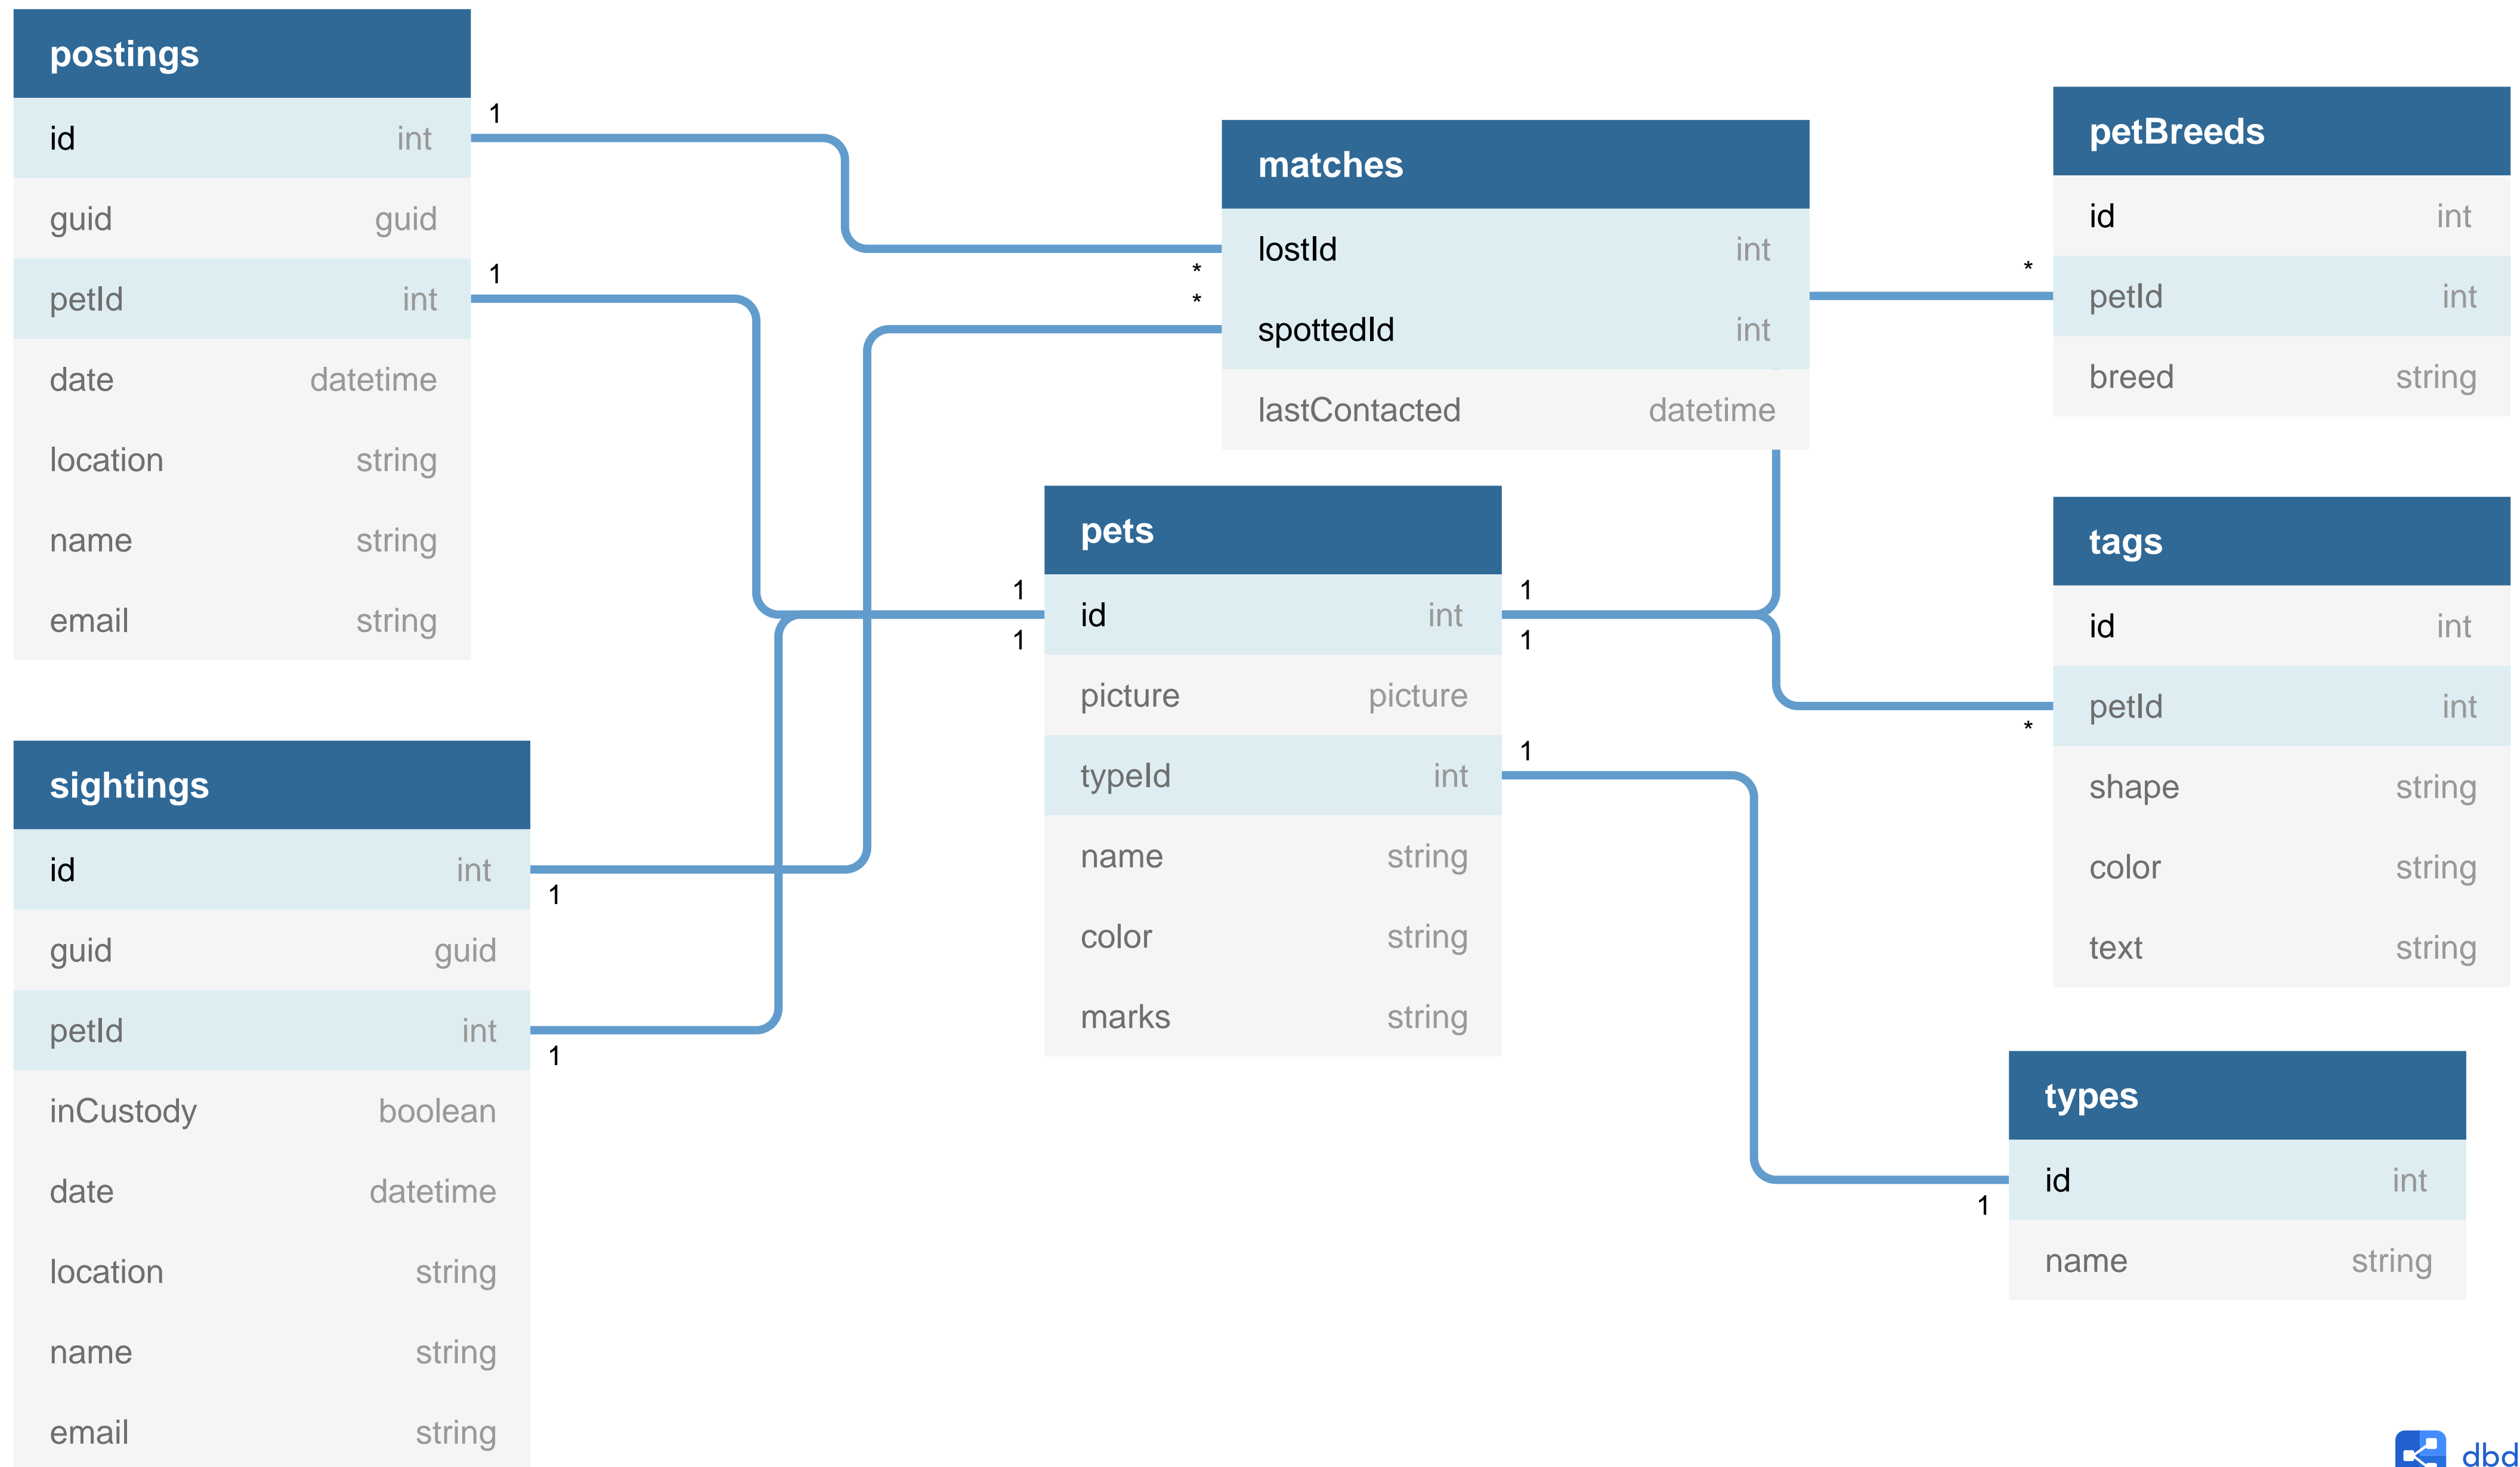 postings
id int
guid guid
petId int
date datetime
location string
name string
email string
1
1
matches
lostId int
spottedId int
lastContacted datetime
*
*
petBreeds
id int
petId int
breed string
*
pets
id int
picture picture
typeId int
name string
color string
marks string
1
1
1
1
1
tags
id int
petId int
shape string
color string
text string
*
sightings
id int
guid guid
petId int
inCustody boolean
date datetime
location string
name string
email string
1
1
types
id int
name string
1
dbd